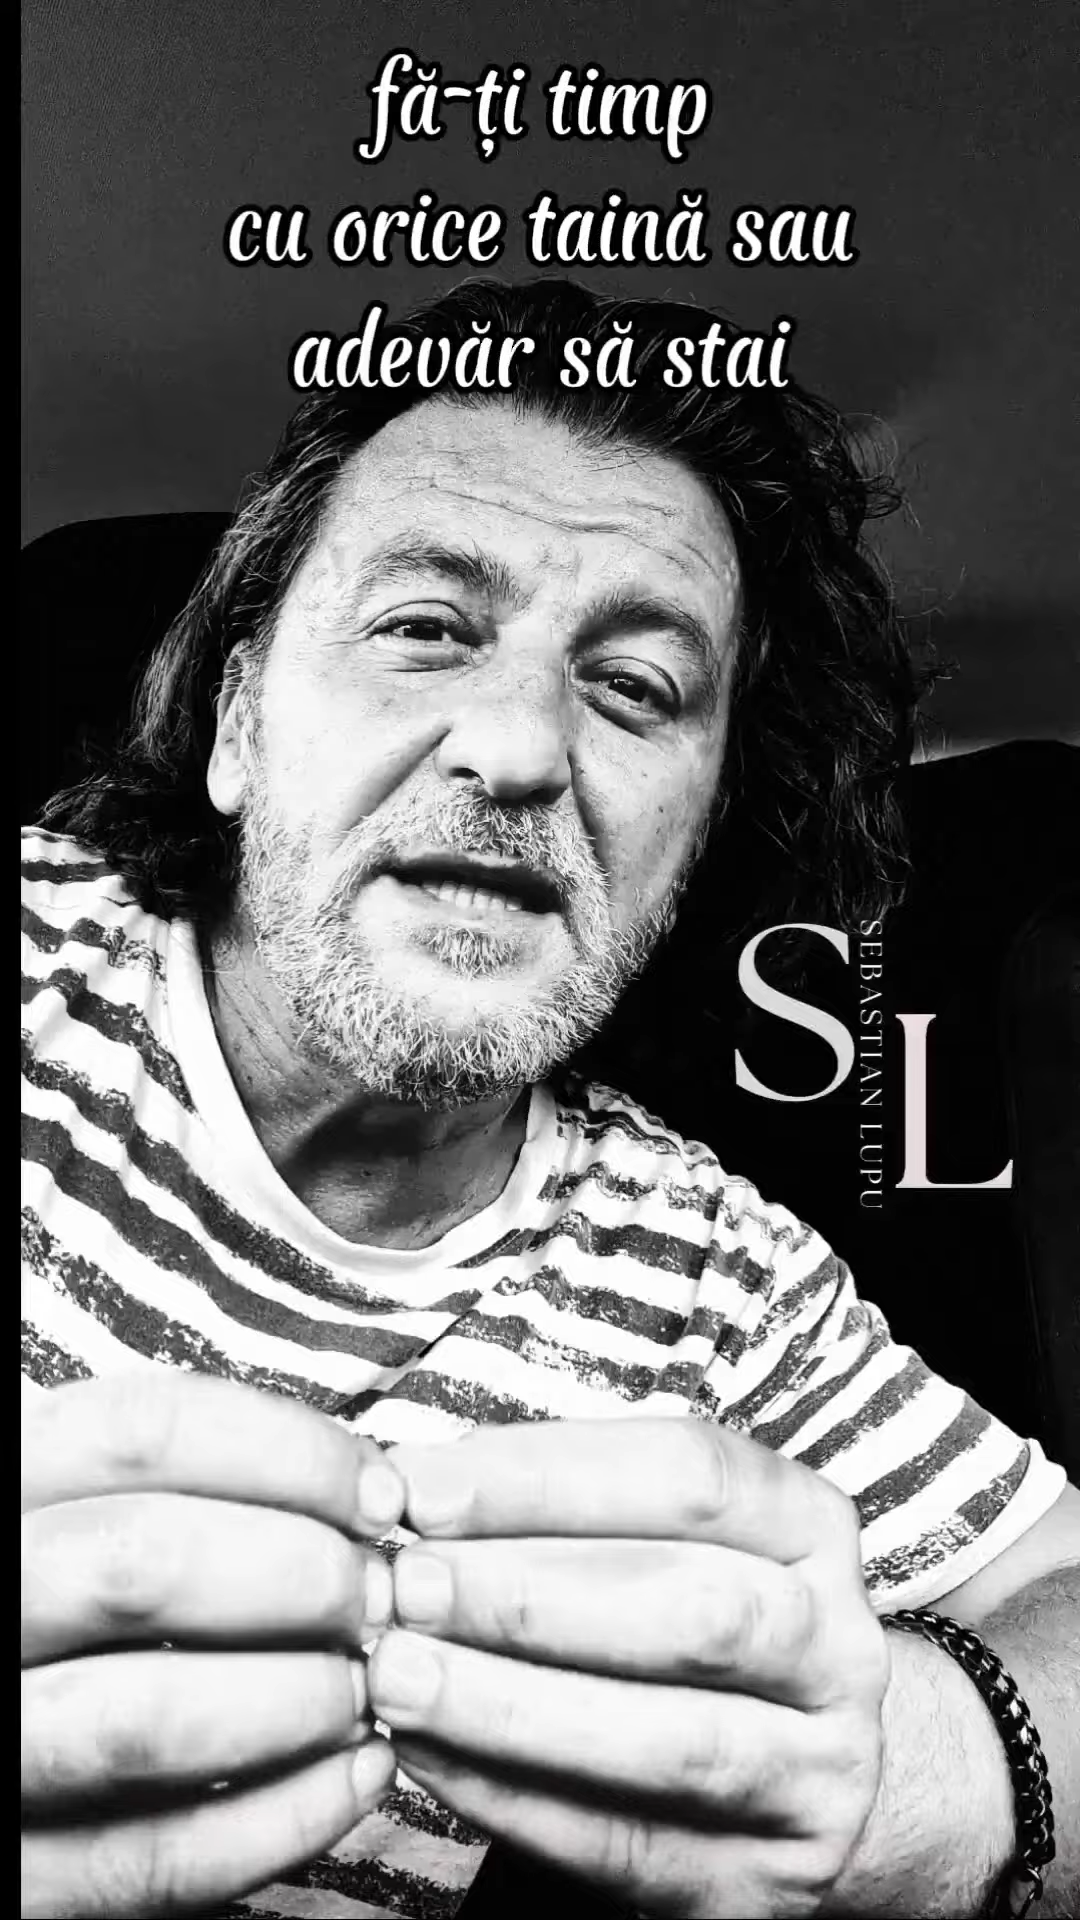 fă-ți timp
cu orice taină sau
adevăr să stai
SL
SEBASTIAN LUPU